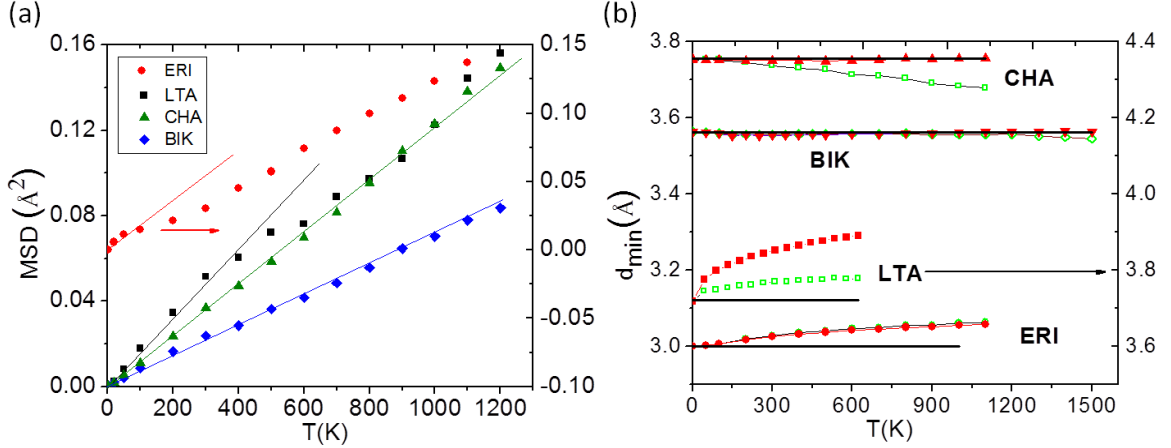 (a)
MSD (Å²)
0.16
0.12
0.08
0.04
0.00
ERI
LTA
CHA
BIK
0.15
0.10
0.05
0.00
−0.05
−0.10
0 200 400 600 800 1000 1200
T(K)
(b)
d_min(Å)
3.8
3.6
3.4
3.2
3.0
CHA
BIK
LTA
ERI
4.4
4.2
4.0
3.8
3.6
0 300 600 900 1200 1500
T(K)